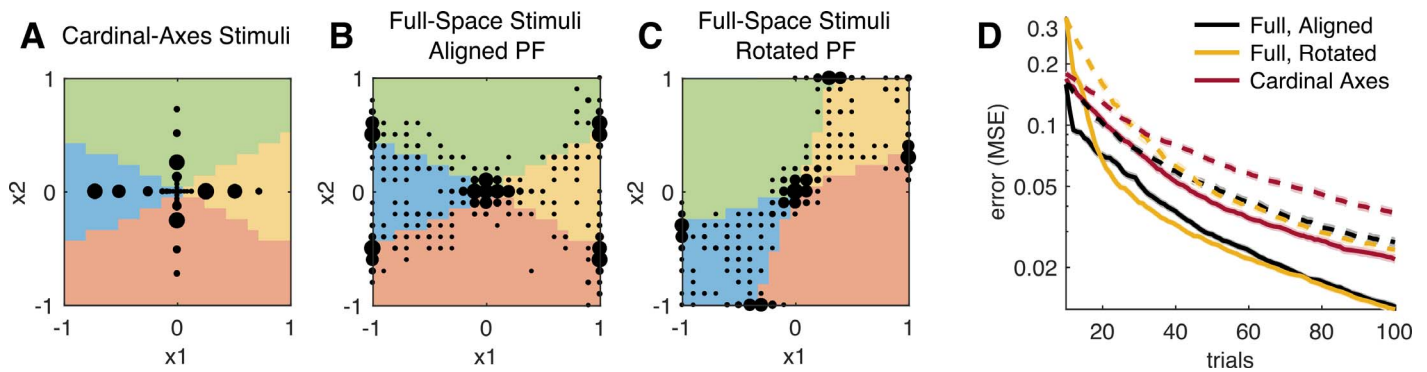 A Cardinal-Axes Stimuli
1
0
-1
-1 0 1
x2
x1
B Full-Space Stimuli
Aligned PF
1
0
-1
-1 0 1
x2
x1
C Full-Space Stimuli
Rotated PF
1
0
-1
-1 0 1
x2
x1
D
0.3
0.2
0.1
0.05
0.02
error (MSE)
20 40 60 80 100
trials
Full, Aligned
Full, Rotated
Cardinal Axes